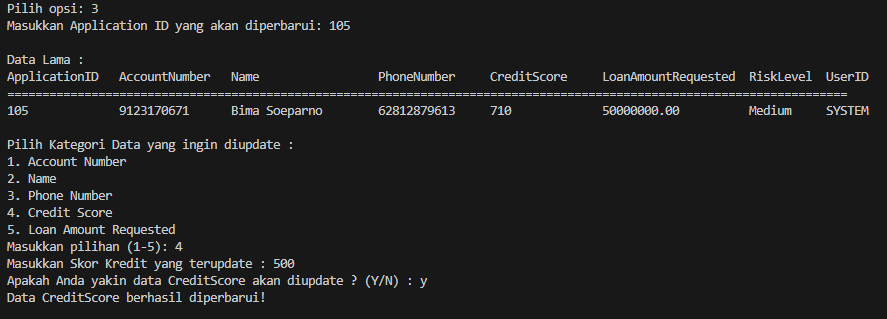 Pilih opsi: 3
Masukkan Application ID yang akan diperbarui: 105
Data Lama :
ApplicationID AccountNumber Name PhoneNumber CreditScore LoanAmountRequested RiskLevel UserID
========================================================================================================================
105 9123170671 Bima Soeparno 62812879613 710 50000000.00 Medium SYSTEM
Pilih Kategori Data yang ingin diupdate :
1. Account Number
2. Name
3. Phone Number
4. Credit Score
5. Loan Amount Requested
Masukkan pilihan (1-5): 4
Masukkan Skor Kredit yang terupdate : 500
Apakah Anda yakin data CreditScore akan diupdate ? (Y/N) : y
Data CreditScore berhasil diperbarui!